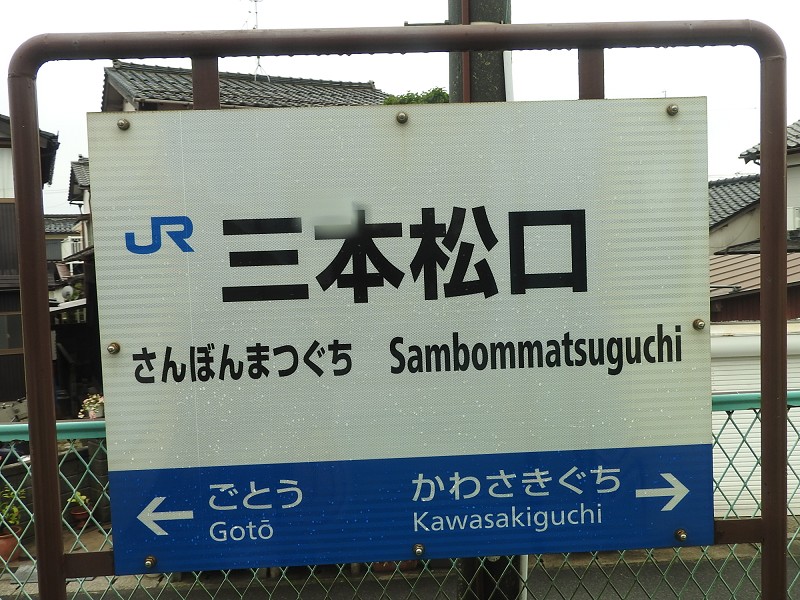 JR 三本松口
さんぼんまつぐち Sambommatsuguchi
← ごとう かわさきぐち →
Gotō Kawasakiguchi